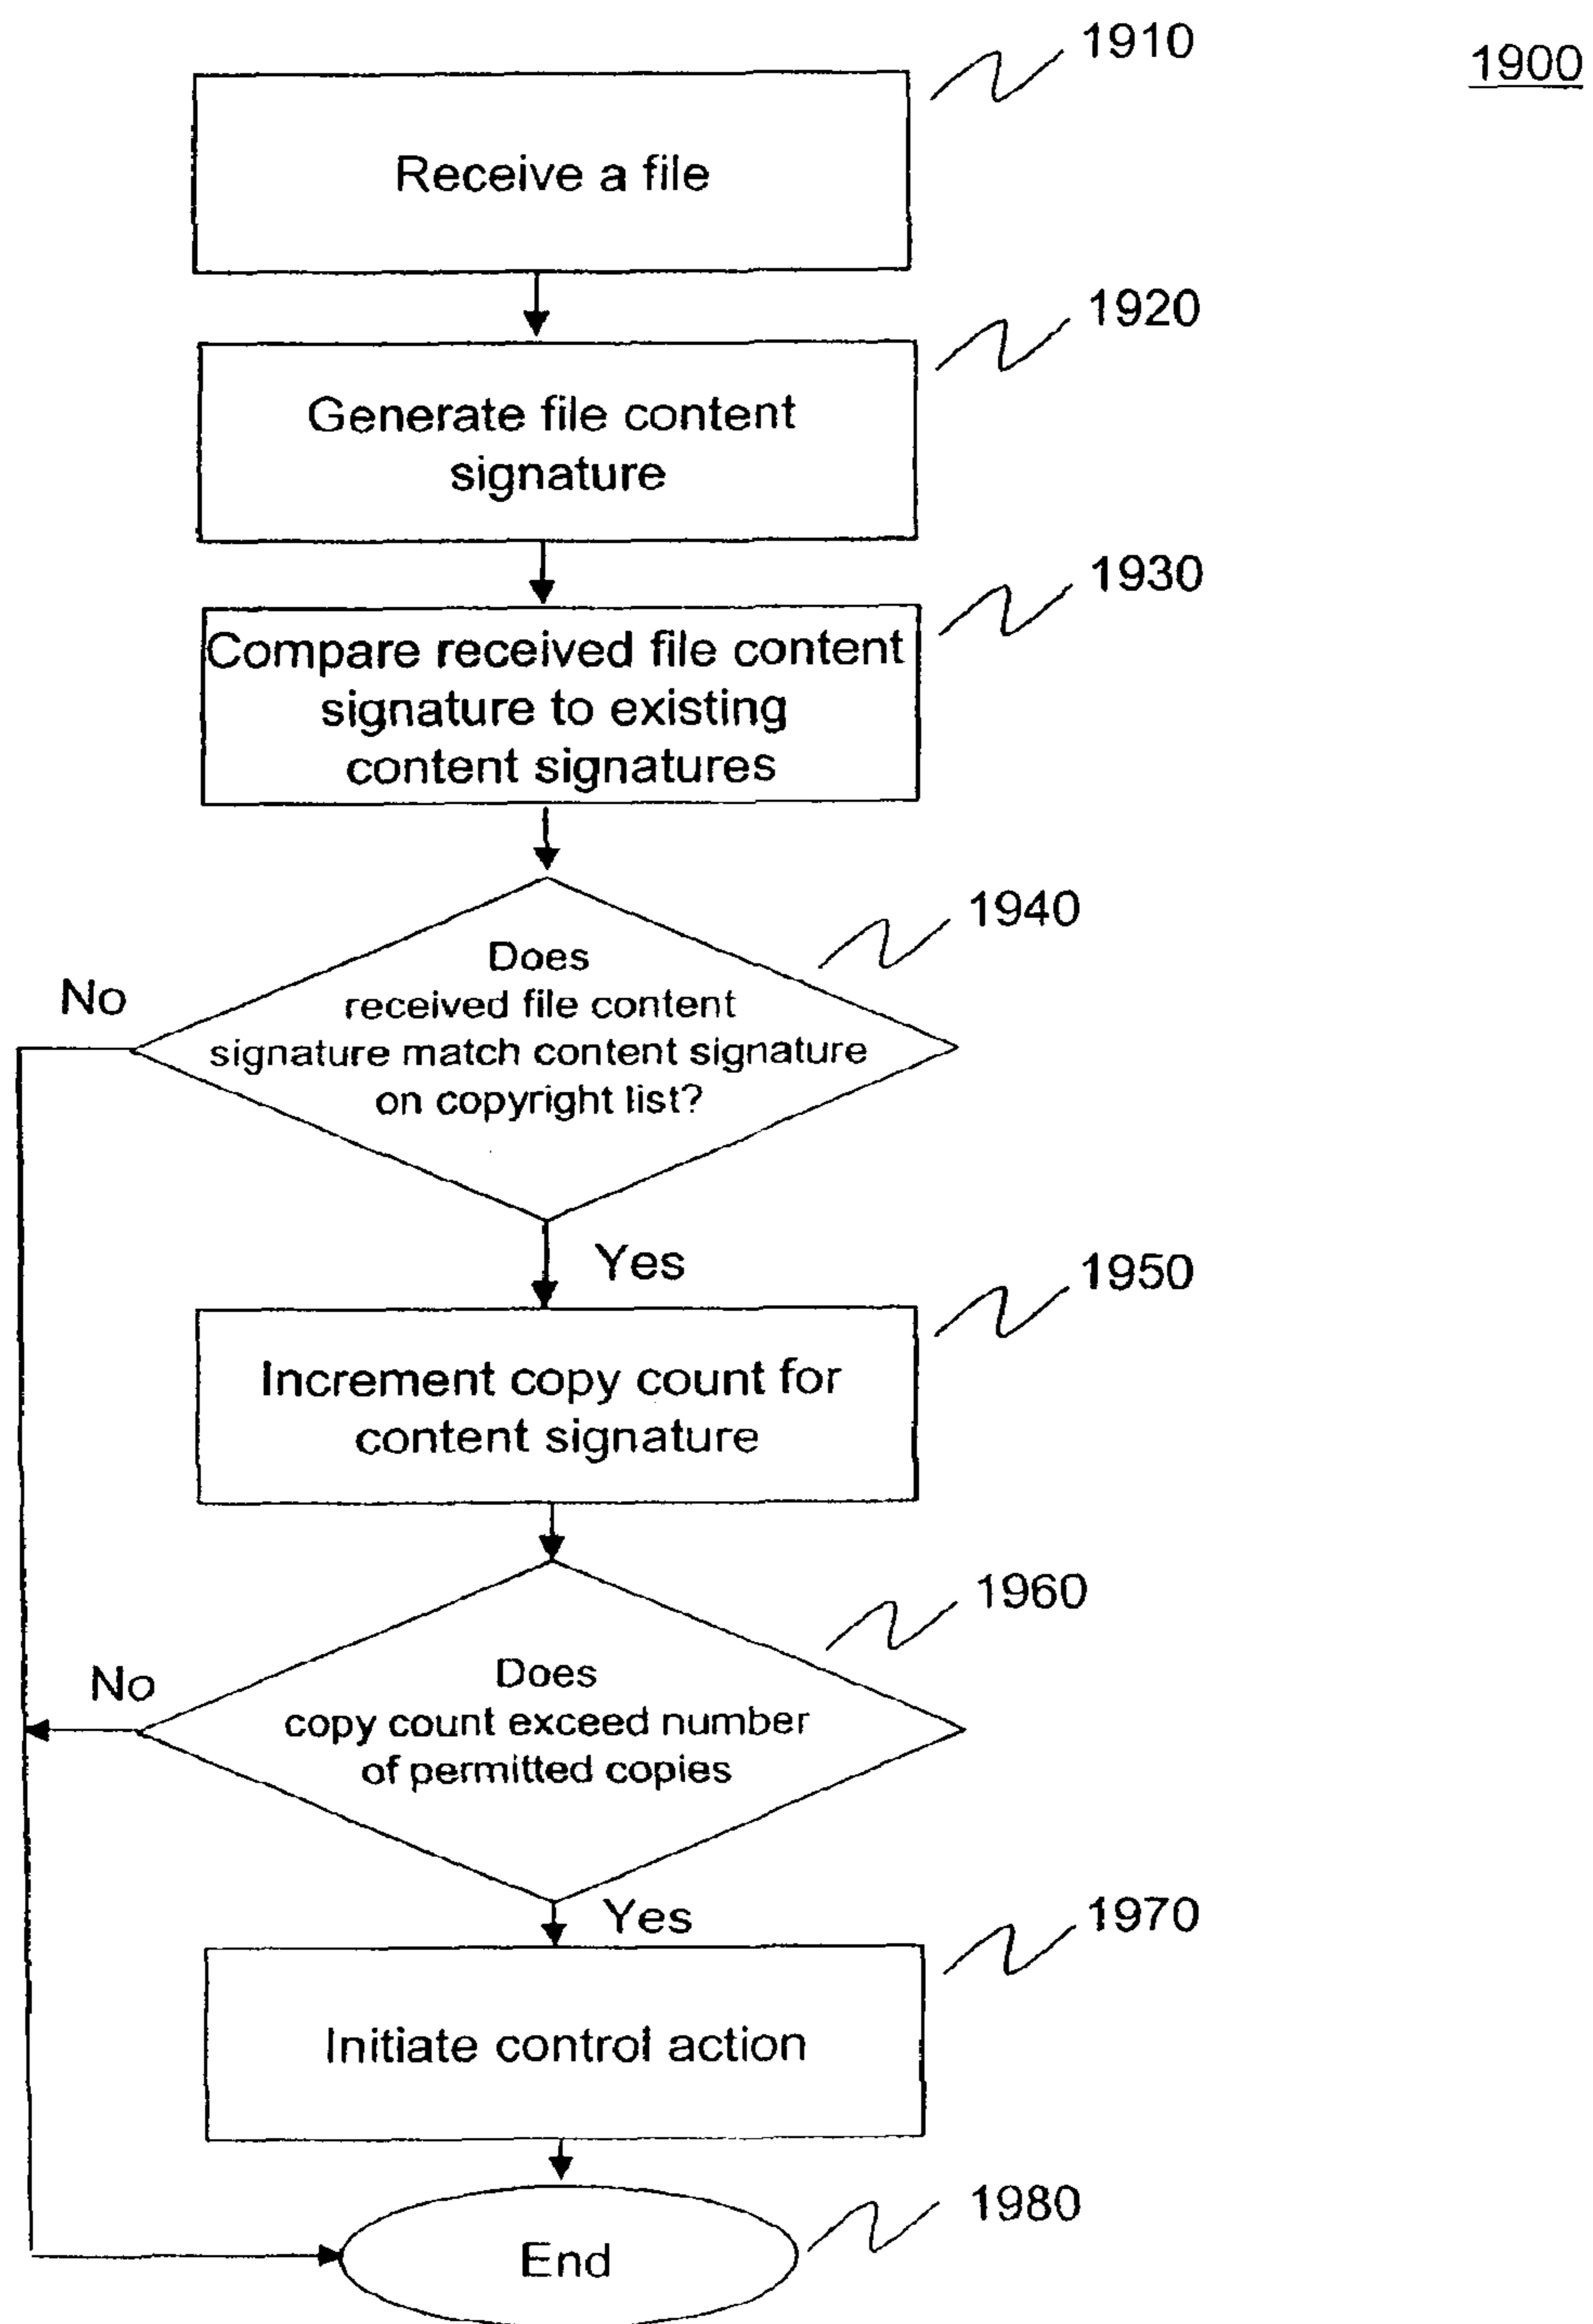 1910
1900
Receive a file
1920
Generate file content
signature
1930
Compare received file content
signature to existing
content signatures
1940
Does
received file content
signature match content signature
on copyright list?
No
Yes
1950
Increment copy count for
content signature
1960
Does
copy count exceed number
of permitted copies
No
Yes
1970
Initiate control action
1980
End